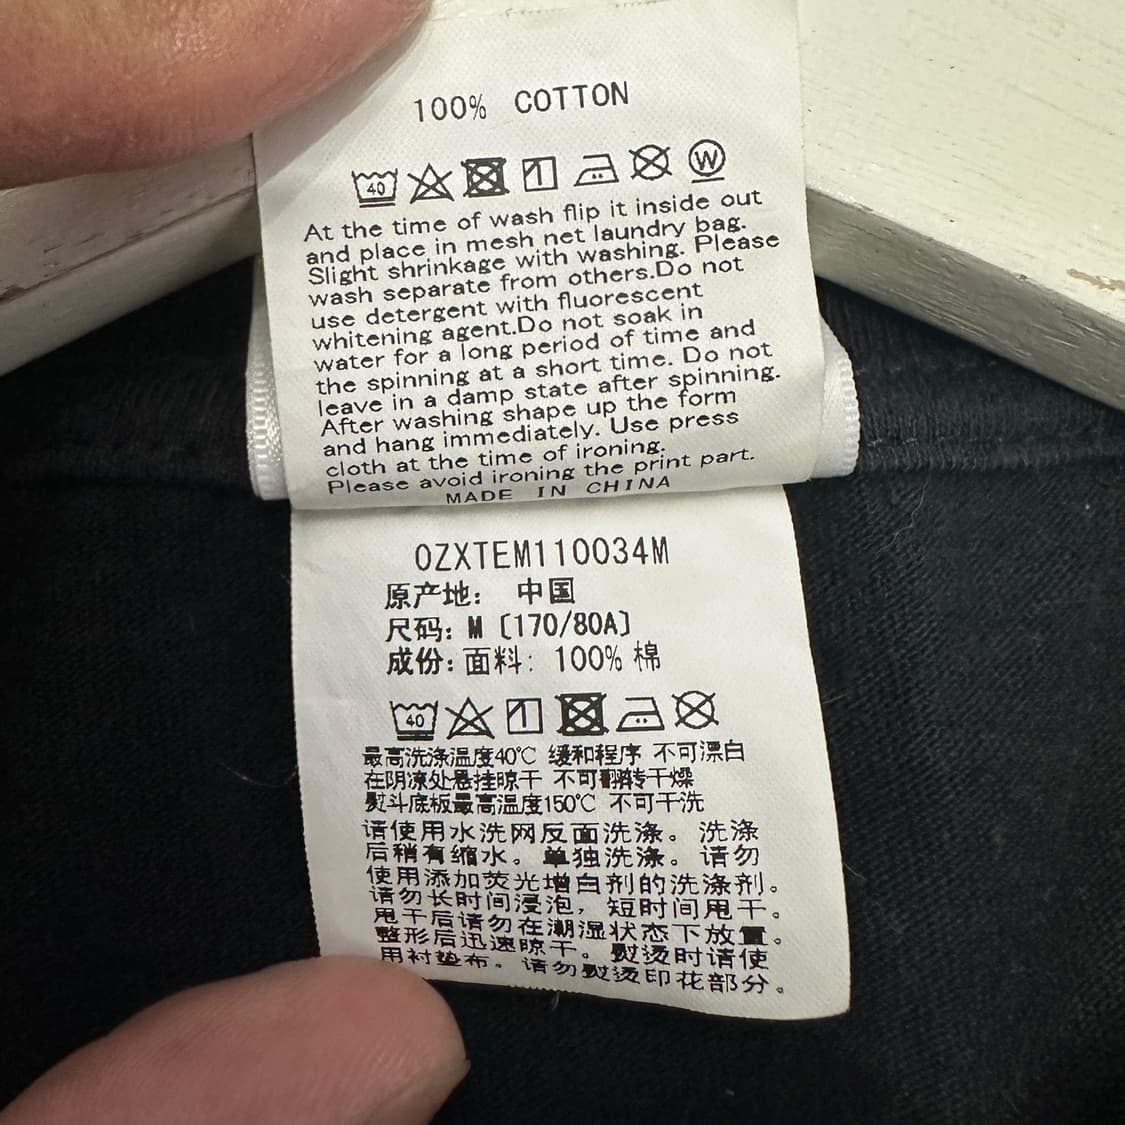 100% COTTON
40 W
At the time of wash flip it inside out
and place in mesh net laundry bag.
Slight shrinkage with washing. Please
wash separate from others.Do not
use detergent with fluorescent
whitening agent.Do not soak in
water for a long period of time and
the spinning at a short time. Do not
leave in a damp state after spinning.
After washing shape up the form
and hang immediately. Use press
cloth at the time of ironing.
Please avoid ironing the print part.
MADE IN CHINA
0ZXTEM110034M
原产地: 中国
尺码: M [170/80A]
成份: 面料: 100% 棉
40
最高洗涤温度40℃ 缓和程序 不可漂白
在阴凉处悬挂晾干 不可翻转干燥
熨斗底板最高温度150℃ 不可干洗
请使用水洗网反面洗涤。洗涤
后稍有缩水。单独洗涤。请勿
使用添加荧光增白剂的洗涤剂。
请勿长时间浸泡，短时间甩干。
甩干后请勿在潮湿状态下放置。
整形后迅速晾干。熨烫时请使
用衬垫布。请勿熨烫印花部分。